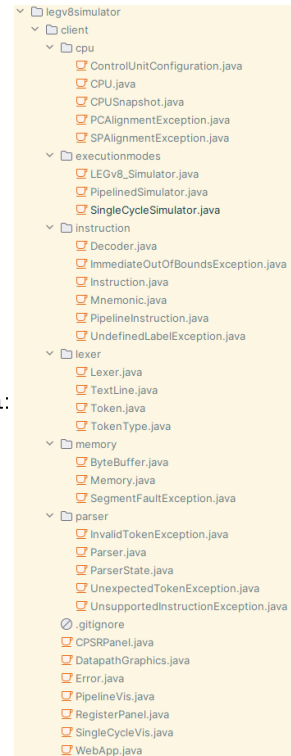 legv8simulator
client
cpu
ControlUnitConfiguration.java
CPU.java
CPUSnapshot.java
PCAlignmentException.java
SPAlignmentException.java
executionmodes
LEGv8_Simulator.java
PipelinedSimulator.java
SingleCycleSimulator.java
instruction
Decoder.java
ImmediateOutOfBoundsException.java
Instruction.java
Mnemonic.java
PipelineInstruction.java
UndefinedLabelException.java
lexer
Lexer.java
TextLine.java
Token.java
TokenType.java
memory
ByteBuffer.java
Memory.java
SegmentFaultException.java
parser
InvalidTokenException.java
Parser.java
ParserState.java
UnexpectedTokenException.java
UnsupportedInstructionException.java
.gitignore
CPSRPanel.java
DatapathGraphics.java
Error.java
PipelineVis.java
RegisterPanel.java
SingleCycleVis.java
WebApp.java